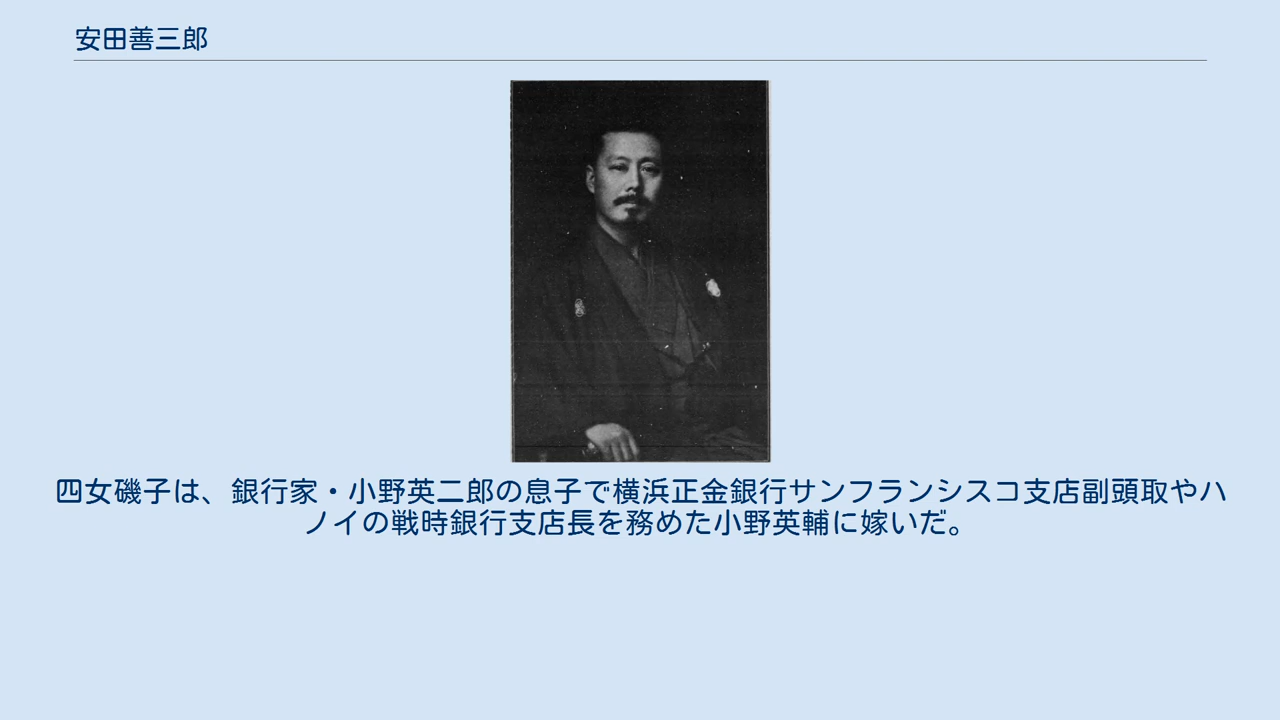 安田善三郎
四女磯子は、銀行家・小野英二郎の息子で横浜正金銀行サンフランシスコ支店副頭取やハ
ノイの戦時銀行支店長を務めた小野英輔に嫁いだ。